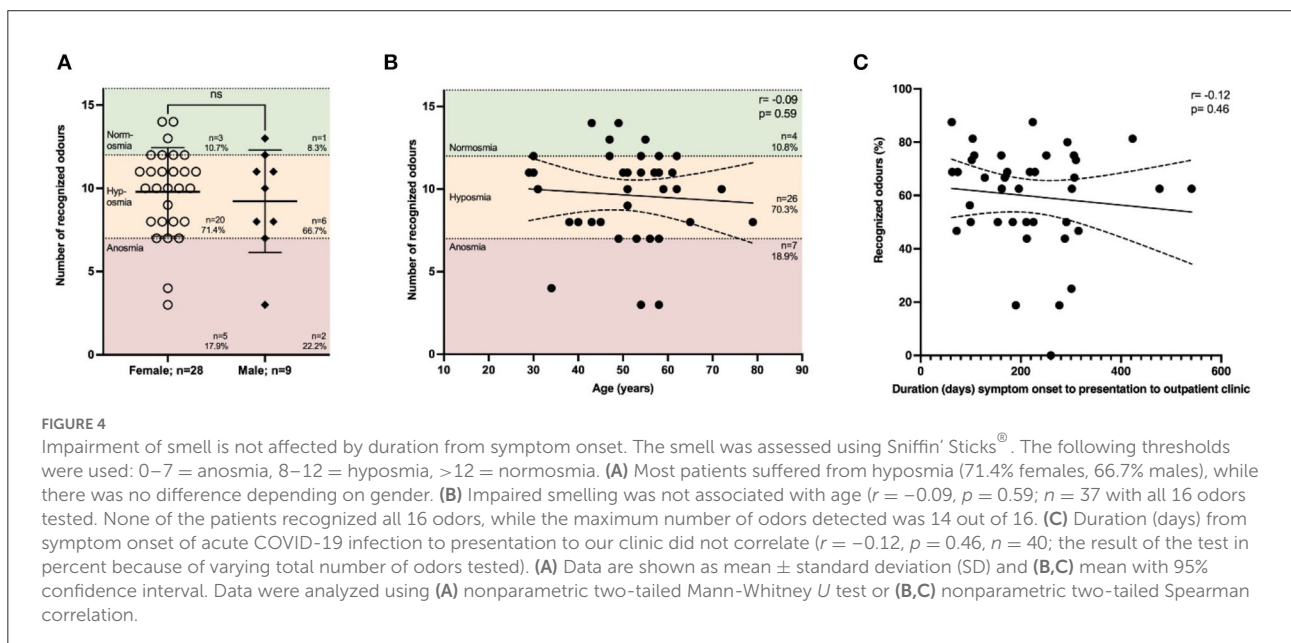 A
ns
15
10
5
0
Number of recognized odours
Norm-
osmia
Hyp-
osmia
Anosmia
n=3
10.7%
n=1
8.3%
n=20
71.4%
n=6
66.7%
n=5
17.9%
n=2
22.2%
Female; n=28
Male; n=9
B
15
10
5
0
Number of recognized odours
r= -0.09
p= 0.59
Normosmia
n=4
10.8%
Hyposmia
n=26
70.3%
Anosmia
n=7
18.9%
10 20 30 40 50 60 70 80 90
Age (years)
C
100
80
60
40
20
0
Recognized odours (%)
r= -0.12
p= 0.46
0 200 400 600
Duration (days) symptom onset to presentation to outpatient clinic
FIGURE 4
Impairment of smell is not affected by duration from symptom onset. The smell was assessed using Sniffin’ Sticks®. The following thresholds
were used: 0–7 = anosmia, 8–12 = hyposmia, >12 = normosmia. (A) Most patients suffered from hyposmia (71.4% females, 66.7% males), while
there was no difference depending on gender. (B) Impaired smelling was not associated with age (r = −0.09, p = 0.59; n = 37 with all 16 odors
tested. None of the patients recognized all 16 odors, while the maximum number of odors detected was 14 out of 16. (C) Duration (days) from
symptom onset of acute COVID-19 infection to presentation to our clinic did not correlate (r = −0.12, p = 0.46, n = 40; the result of the test in
percent because of varying total number of odors tested). (A) Data are shown as mean ± standard deviation (SD) and (B,C) mean with 95%
confidence interval. Data were analyzed using (A) nonparametric two-tailed Mann-Whitney U test or (B,C) nonparametric two-tailed Spearman
correlation.